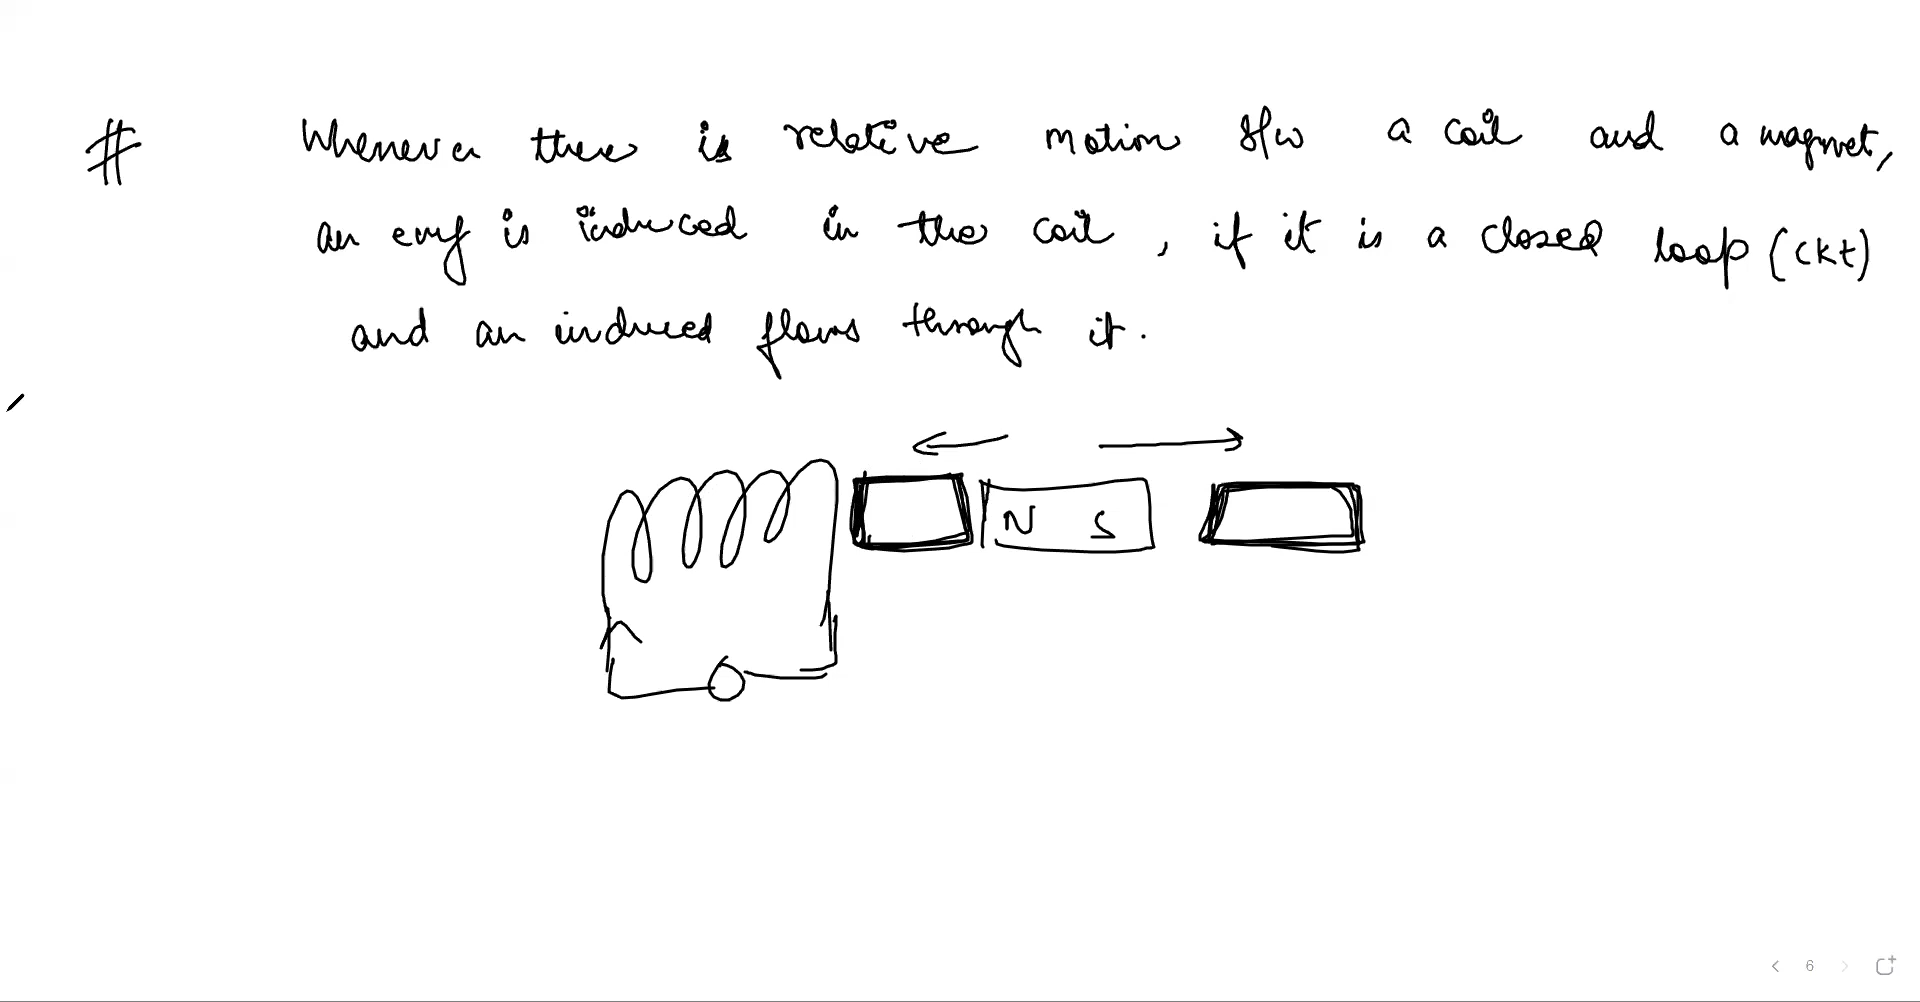 # Whenever there is relative motion b/w a coil and a magnet,
an emf is induced in the coil , if it is a closed loop (ckt)
and an induced flows through it.
N S
6